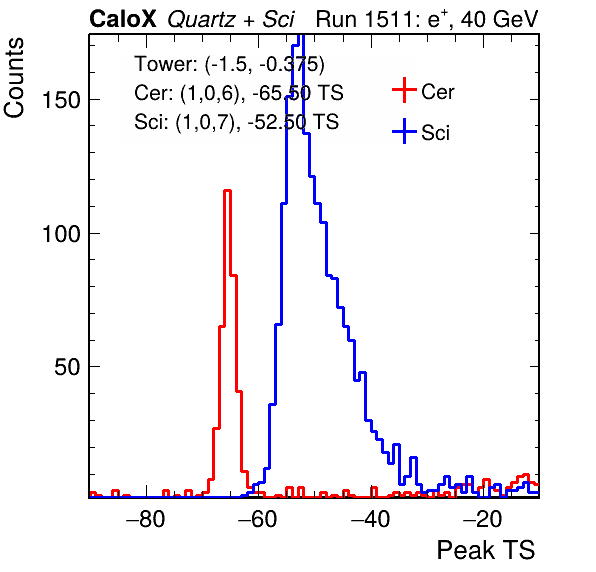 CaloX Quartz + Sci Run 1511: e⁺, 40 GeV
Counts
Tower: (-1.5, -0.375)
Cer: (1,0,6), -65.50 TS
Sci: (1,0,7), -52.50 TS
Cer
Sci
150
100
50
−80 −60 −40 −20
Peak TS